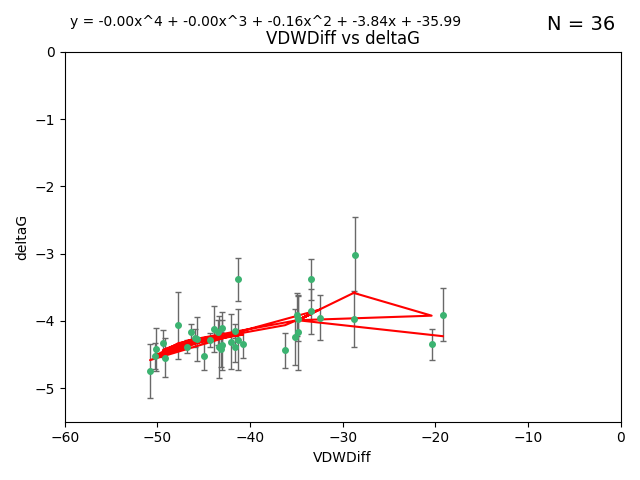 y = -0.00x^4 + -0.00x^3 + -0.16x^2 + -3.84x + -35.99
N = 36
VDWDiff vs deltaG
0
−1
−2
−3
−4
−5
deltaG
−60 −50 −40 −30 −20 −10 0
VDWDiff